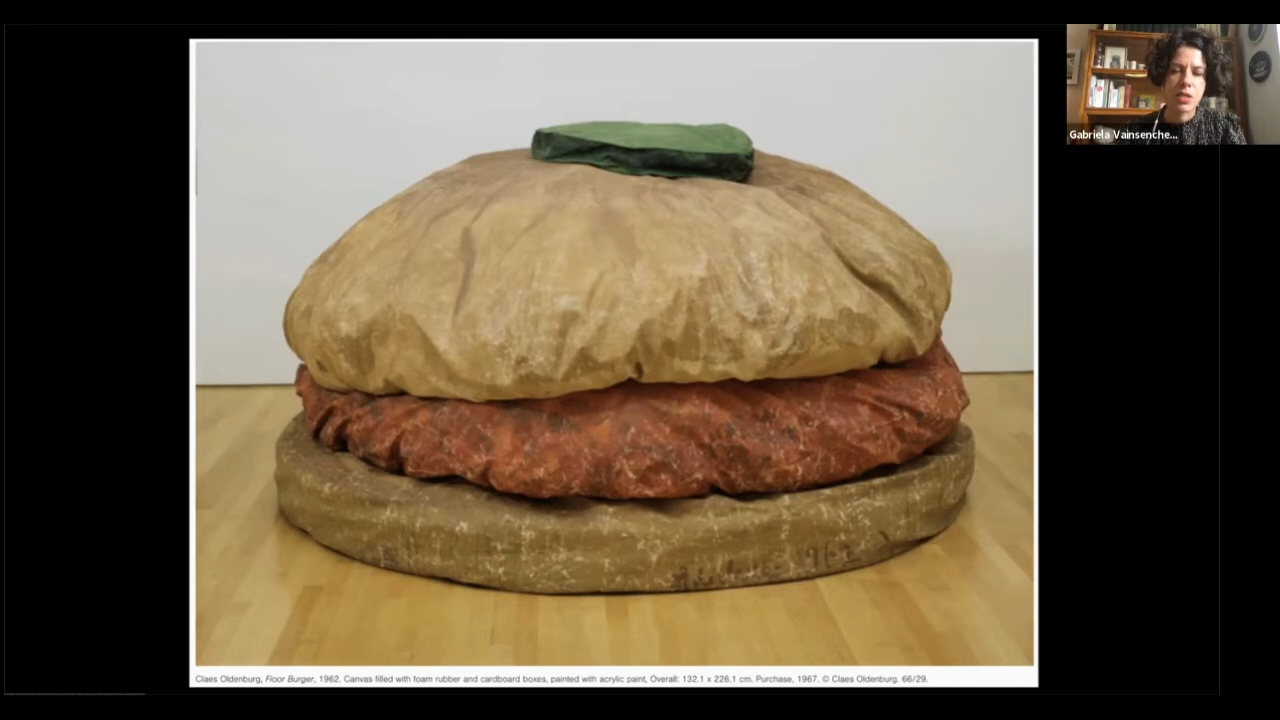 Gabriela Vainsenche...
Claes Oldenburg, Floor Burger, 1962. Canvas filled with foam rubber and cardboard boxes, painted with acrylic paint, Overall: 132.1 x 226.1 cm. Purchase, 1967. © Claes Oldenburg. 66/29.